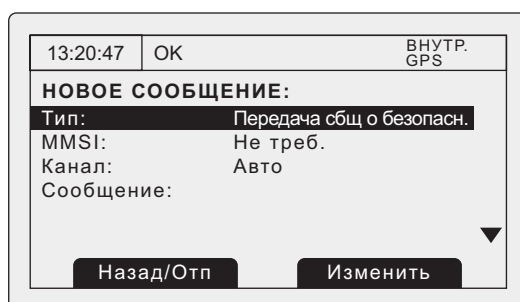 13:20:47 OK ВНУТР. GPS
НОВОЕ СООБЩЕНИЕ:
Тип: Передача сбщ о безопасн.
MMSI: Не треб.
Канал: Авто
Сообщение:
Назад/Отп Изменить